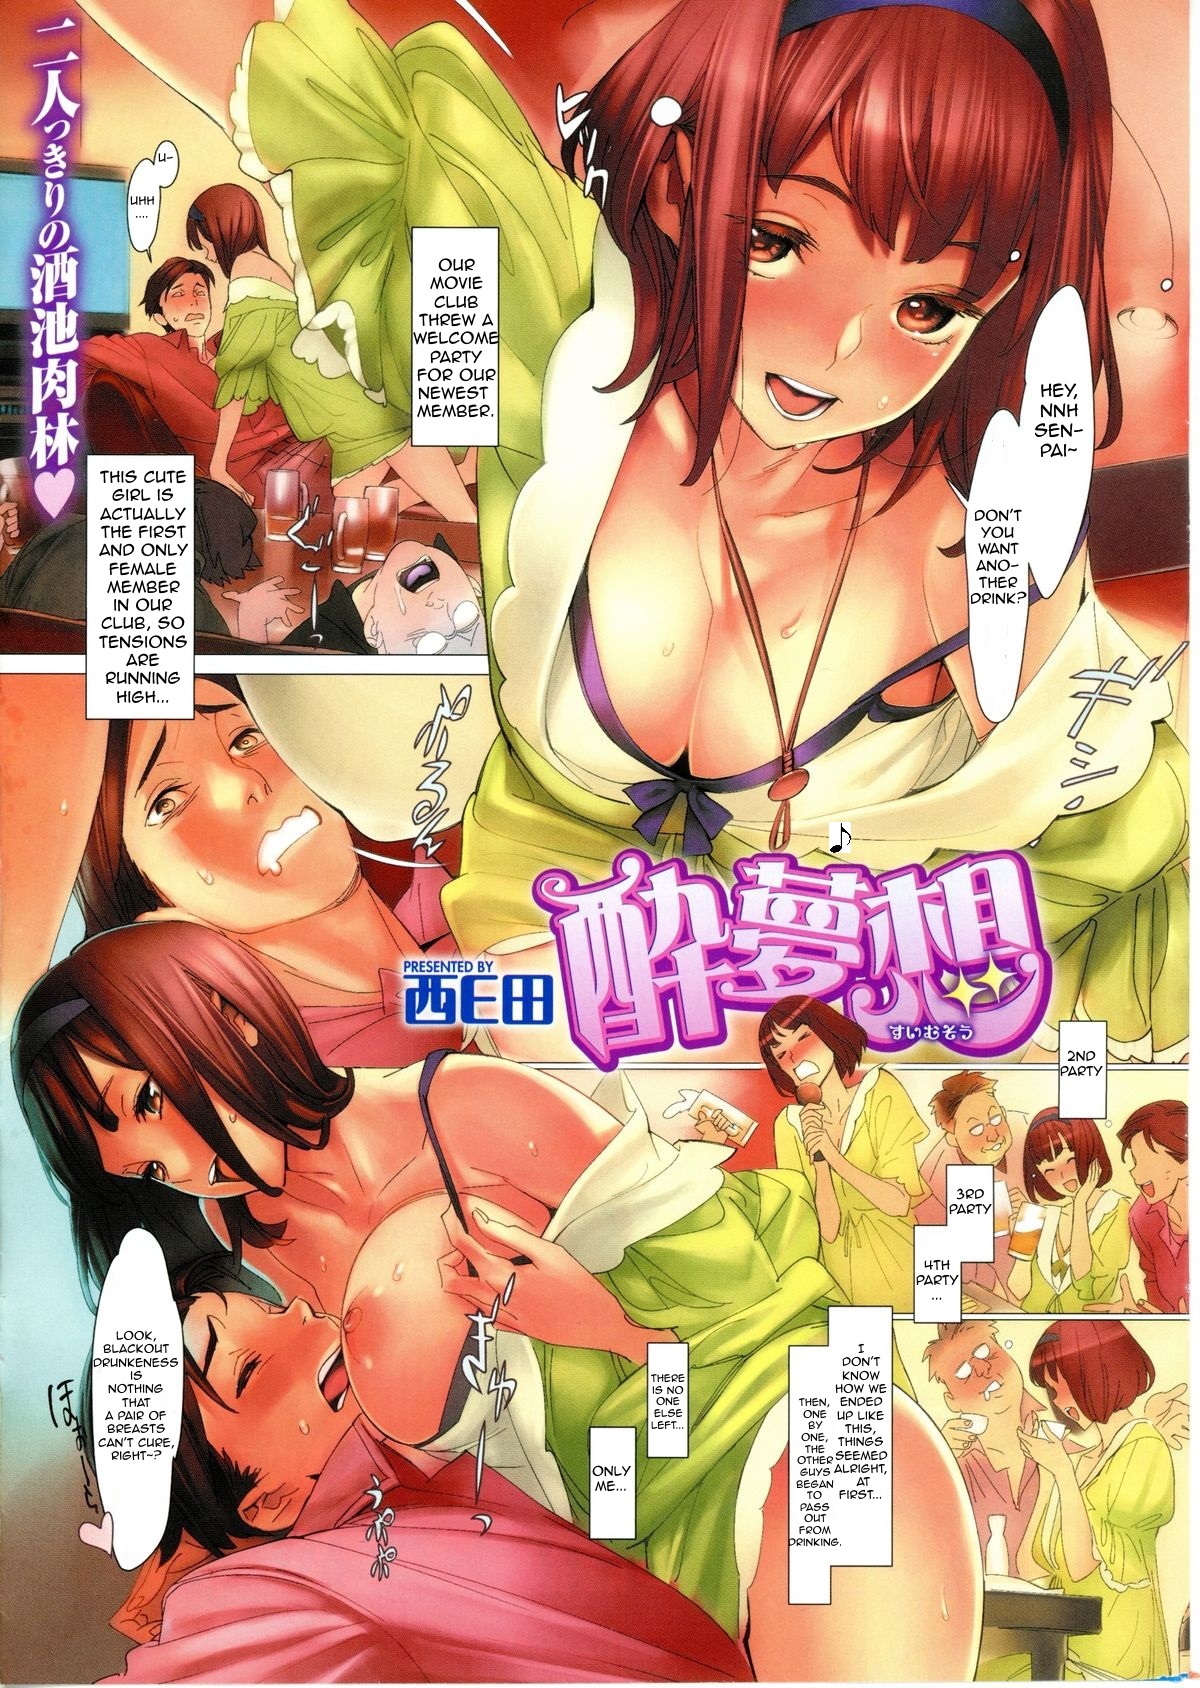 二人っきりの酒池肉林♥
HEY,
NNH
SEN-
PAI~
DON'T
YOU
WANT
ANO-
THER
DRINK?
ビクッ
OUR
MOVIE
CLUB
THREW A
WELCOME
PARTY
FOR OUR
NEWEST
MEMBER.
U-
UHH
....
THIS CUTE
GIRL IS
ACTUALLY
THE FIRST
AND ONLY
FEMALE
MEMBER
IN OUR
CLUB, SO
TENSIONS
ARE
RUNNING
HIGH...
ギシッ
♪
酔夢想
すいむそう
PRESENTED BY
西E田
2ND
PARTY
3RD
PARTY
4TH
PARTY
...
I
DON'T
KNOW
HOW WE
ENDED
UP LIKE
THIS,
THINGS
SEEMED
ALRIGHT,
AT
FIRST...
THEN,
ONE BY
ONE,
THE
OTHER
GUYS
BEGAN
TO
PASS
OUT
FROM
DRINKING.
THERE
IS NO
ONE
ELSE
LEFT...
ONLY
ME...
LOOK,
BLACKOUT
DRUNKENESS
IS
NOTHING
THAT
A PAIR OF
BREASTS
CAN'T CURE,
RIGHT~?